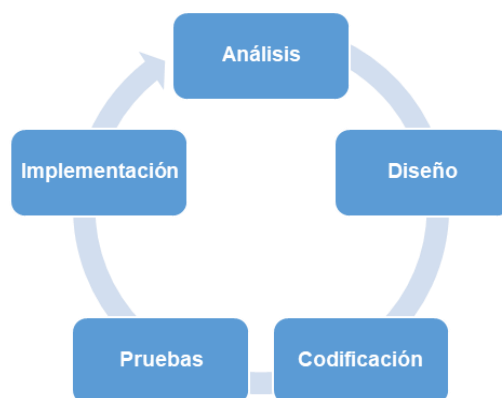 Análisis
Diseño
Codificación
Pruebas
Implementación